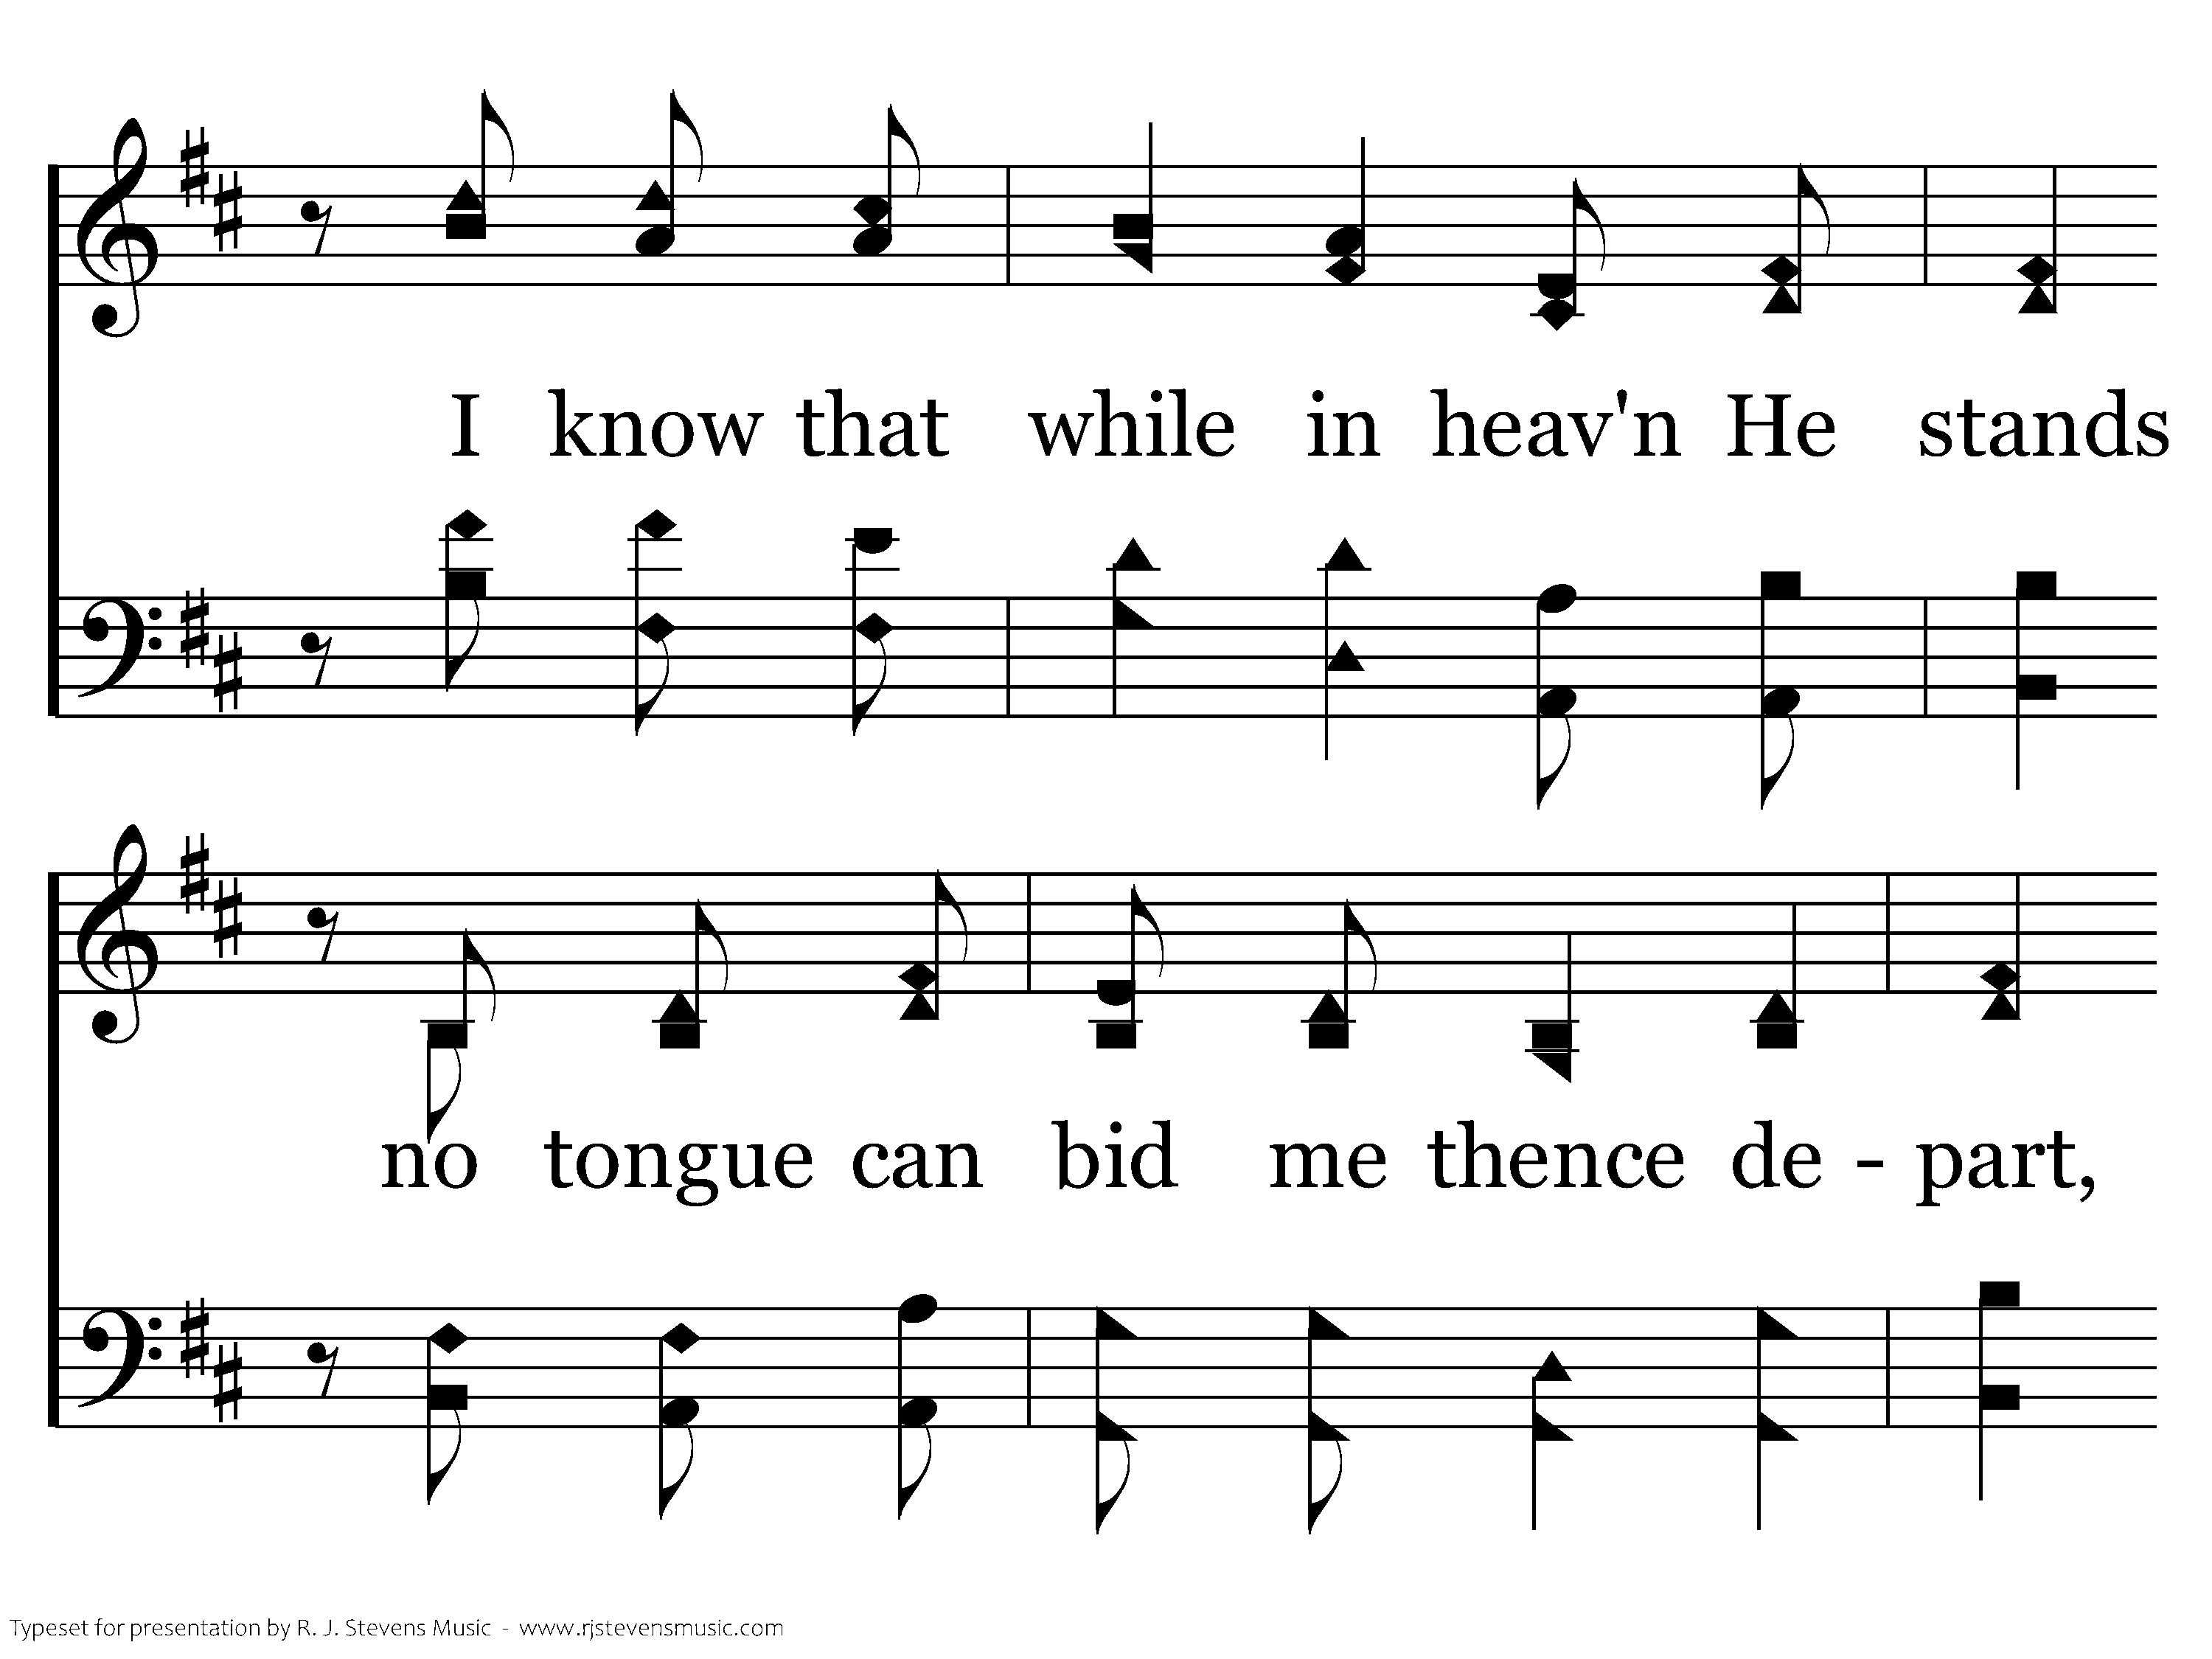 I know that while in heav'n He stands
no tongue can bid me thence de - part,
Typeset for presentation by R. J. Stevens Music - www.rjstevensmusic.com